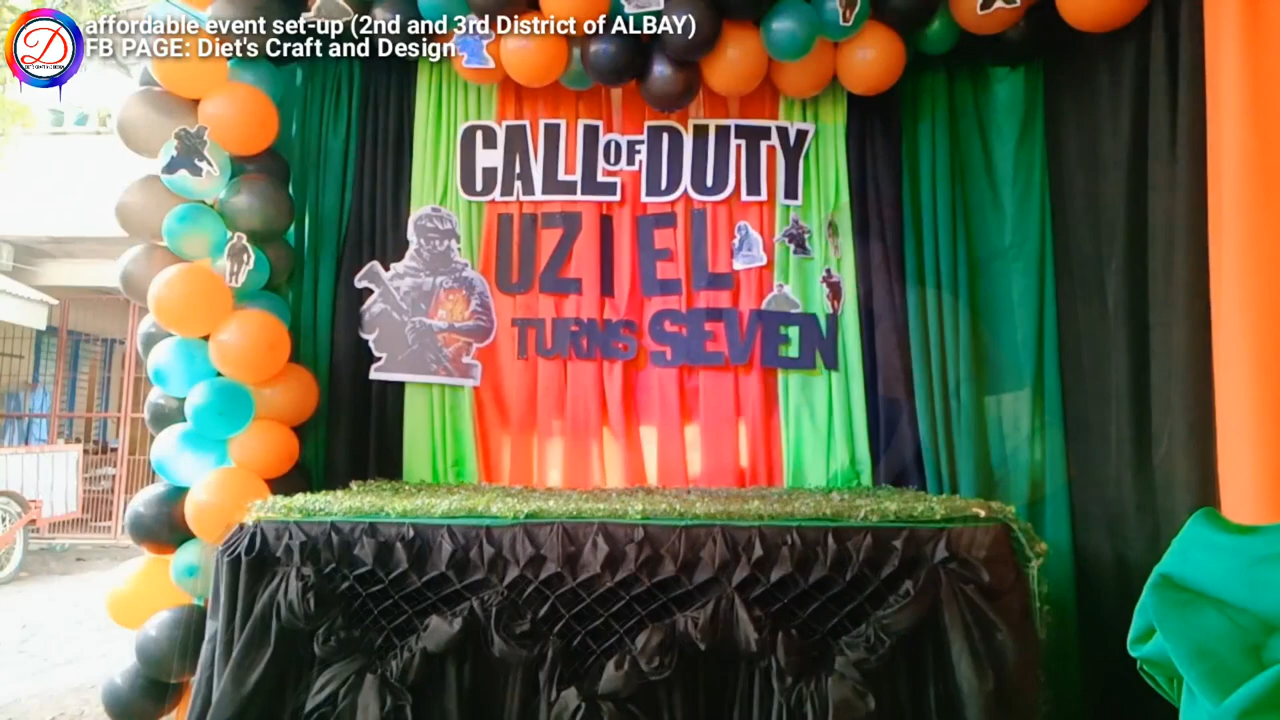 affordable event set-up (2nd and 3rd District of ALBAY)
FB PAGE: Diet's Craft and Design
CALL OF DUTY
UZIEL
TURNS SEVEN